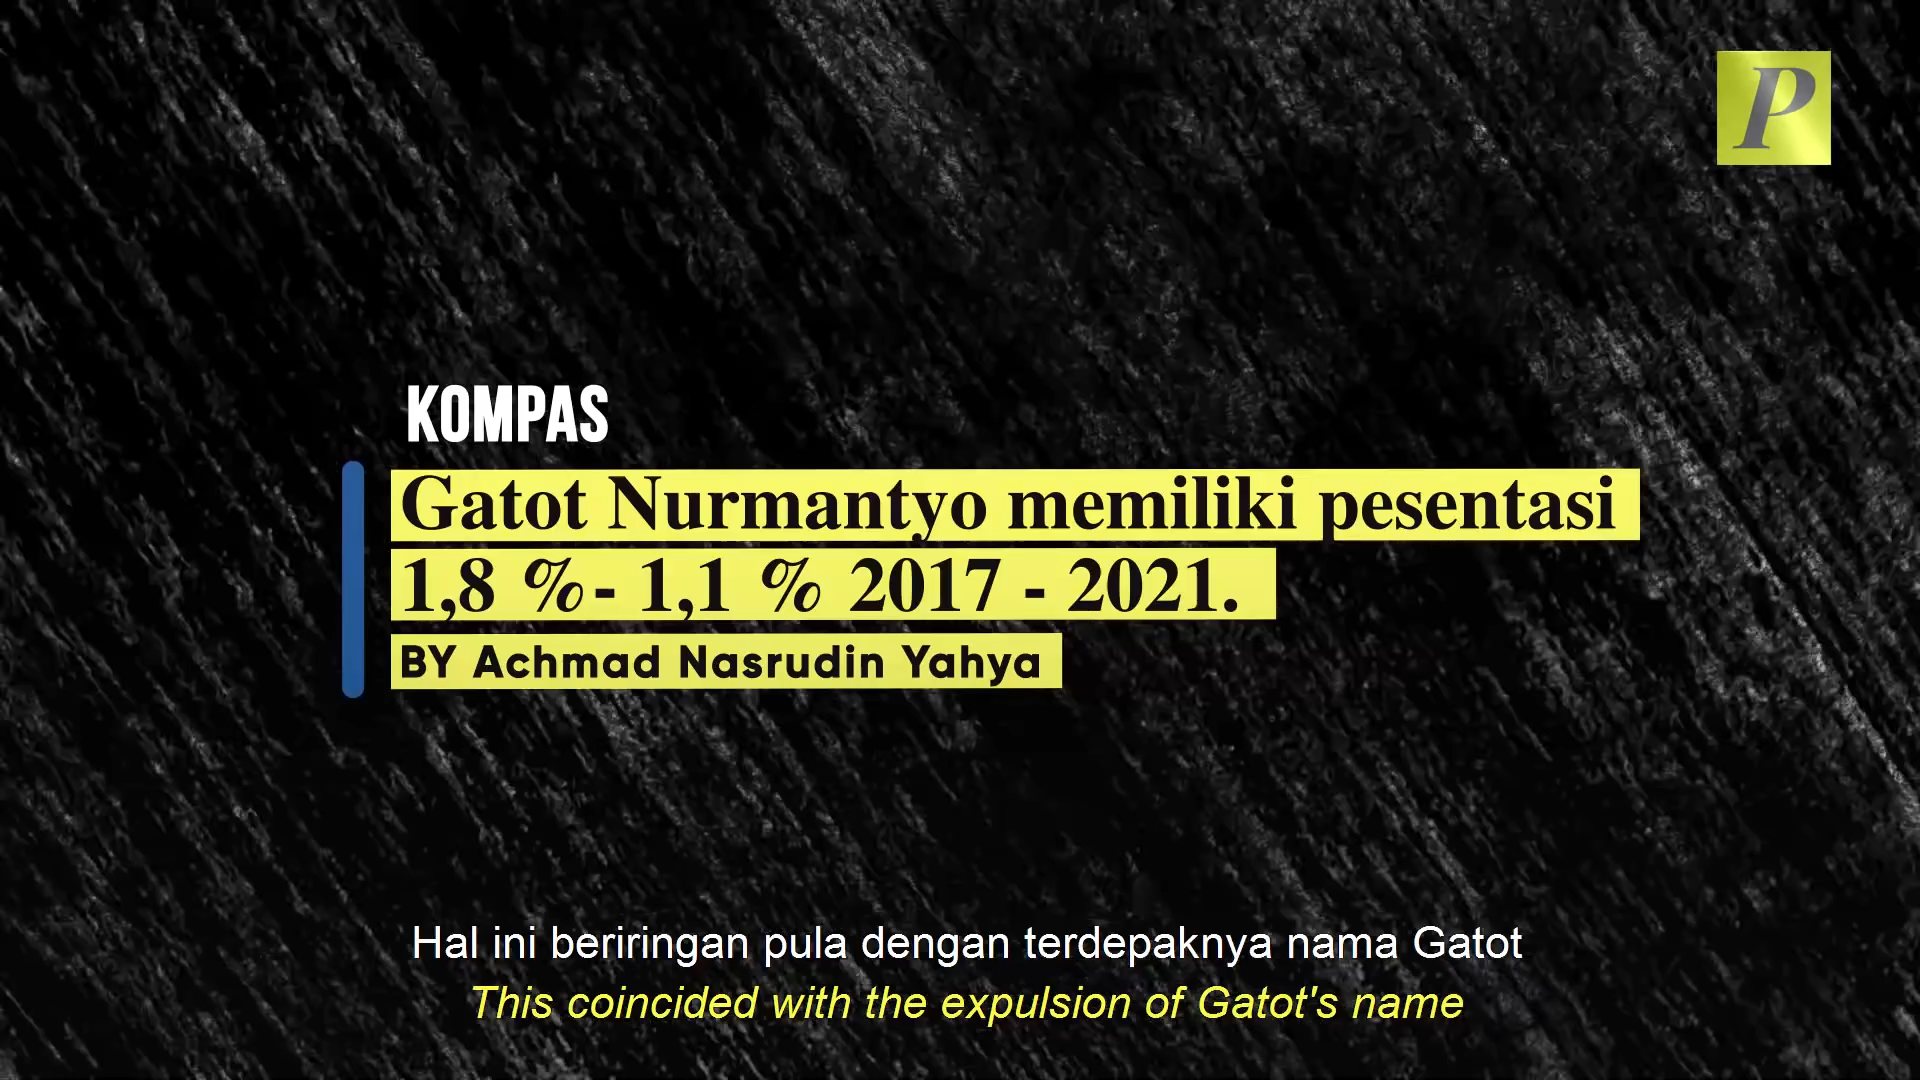 P
KOMPAS
Gatot Nurmantyo memiliki pesentasi
1,8 %- 1,1 % 2017 - 2021.
BY Achmad Nasrudin Yahya
Hal ini beriringan pula dengan terdepaknya nama Gatot
This coincided with the expulsion of Gatot's name